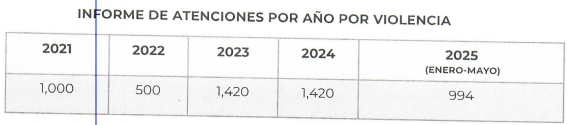 INFORME DE ATENCIONES POR AÑO POR VIOLENCIA
2021 2022 2023 2024 2025
(ENERO-MAYO)
1,000 500 1,420 1,420 994